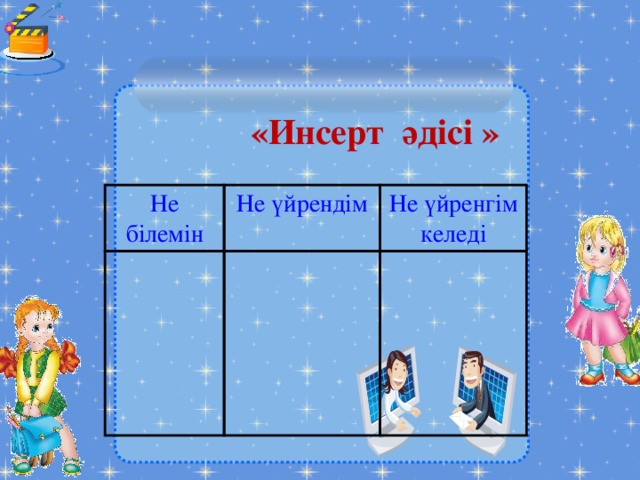 «Инсерт әдісі »
Не білемін
Не үйрендім
Не үйренгім келеді